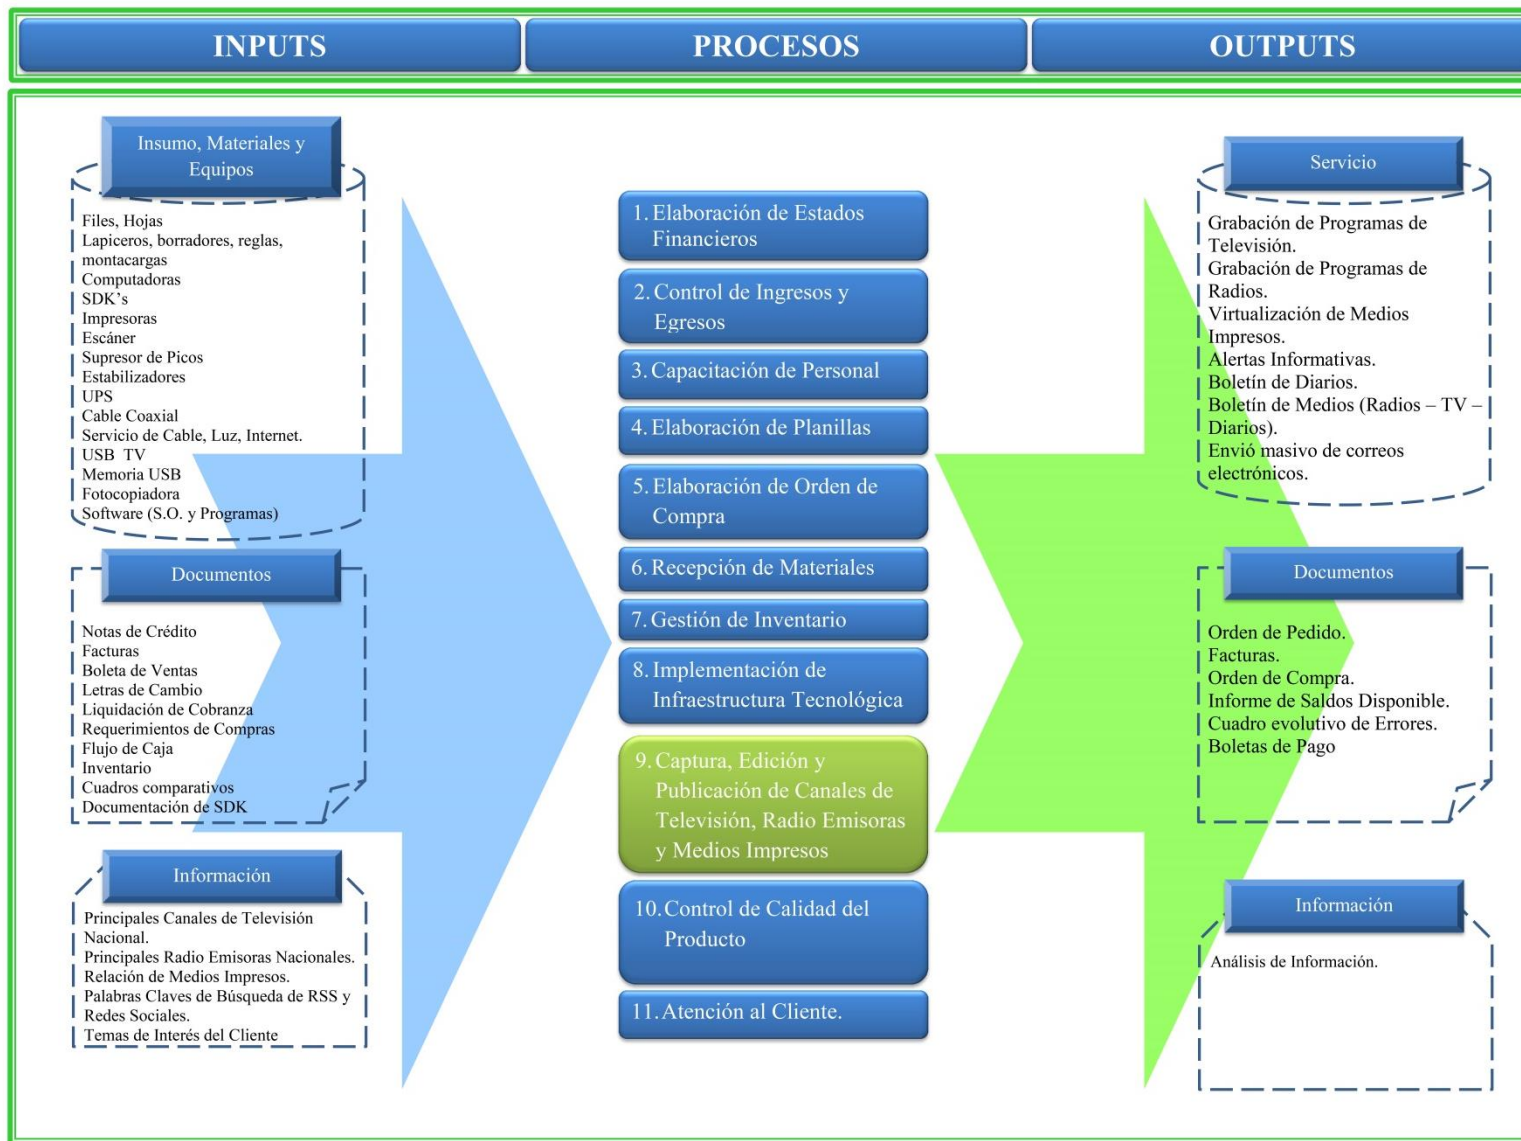 INPUTS
PROCESOS
OUTPUTS
Insumo, Materiales y
Equipos
Files, Hojas
Lapiceros, borradores, reglas,
montacargas
Computadoras
SDK’s
Impresoras
Escáner
Supresor de Picos
Estabilizadores
UPS
Cable Coaxial
Servicio de Cable, Luz, Internet.
USB TV
Memoria USB
Fotocopiadora
Software (S.O. y Programas)
Documentos
Notas de Crédito
Facturas
Boleta de Ventas
Letras de Cambio
Liquidación de Cobranza
Requerimientos de Compras
Flujo de Caja
Inventario
Cuadros comparativos
Documentación de SDK
Información
Principales Canales de Televisión
Nacional.
Principales Radio Emisoras Nacionales.
Relación de Medios Impresos.
Palabras Claves de Búsqueda de RSS y
Redes Sociales.
Temas de Interés del Cliente
1. Elaboración de Estados
Financieros
2. Control de Ingresos y
Egresos
3. Capacitación de Personal
4. Elaboración de Planillas
5. Elaboración de Orden de
Compra
6. Recepción de Materiales
7. Gestión de Inventario
8. Implementación de
Infraestructura Tecnológica
9. Captura, Edición y
Publicación de Canales de
Televisión, Radio Emisoras
y Medios Impresos
10. Control de Calidad del
Producto
11. Atención al Cliente.
Servicio
Grabación de Programas de
Televisión.
Grabación de Programas de
Radios.
Virtualización de Medios
Impresos.
Alertas Informativas.
Boletín de Diarios.
Boletín de Medios (Radios – TV –
Diarios).
Envió masivo de correos
electrónicos.
Documentos
Orden de Pedido.
Facturas.
Orden de Compra.
Informe de Saldos Disponible.
Cuadro evolutivo de Errores.
Boletas de Pago
Información
Análisis de Información.